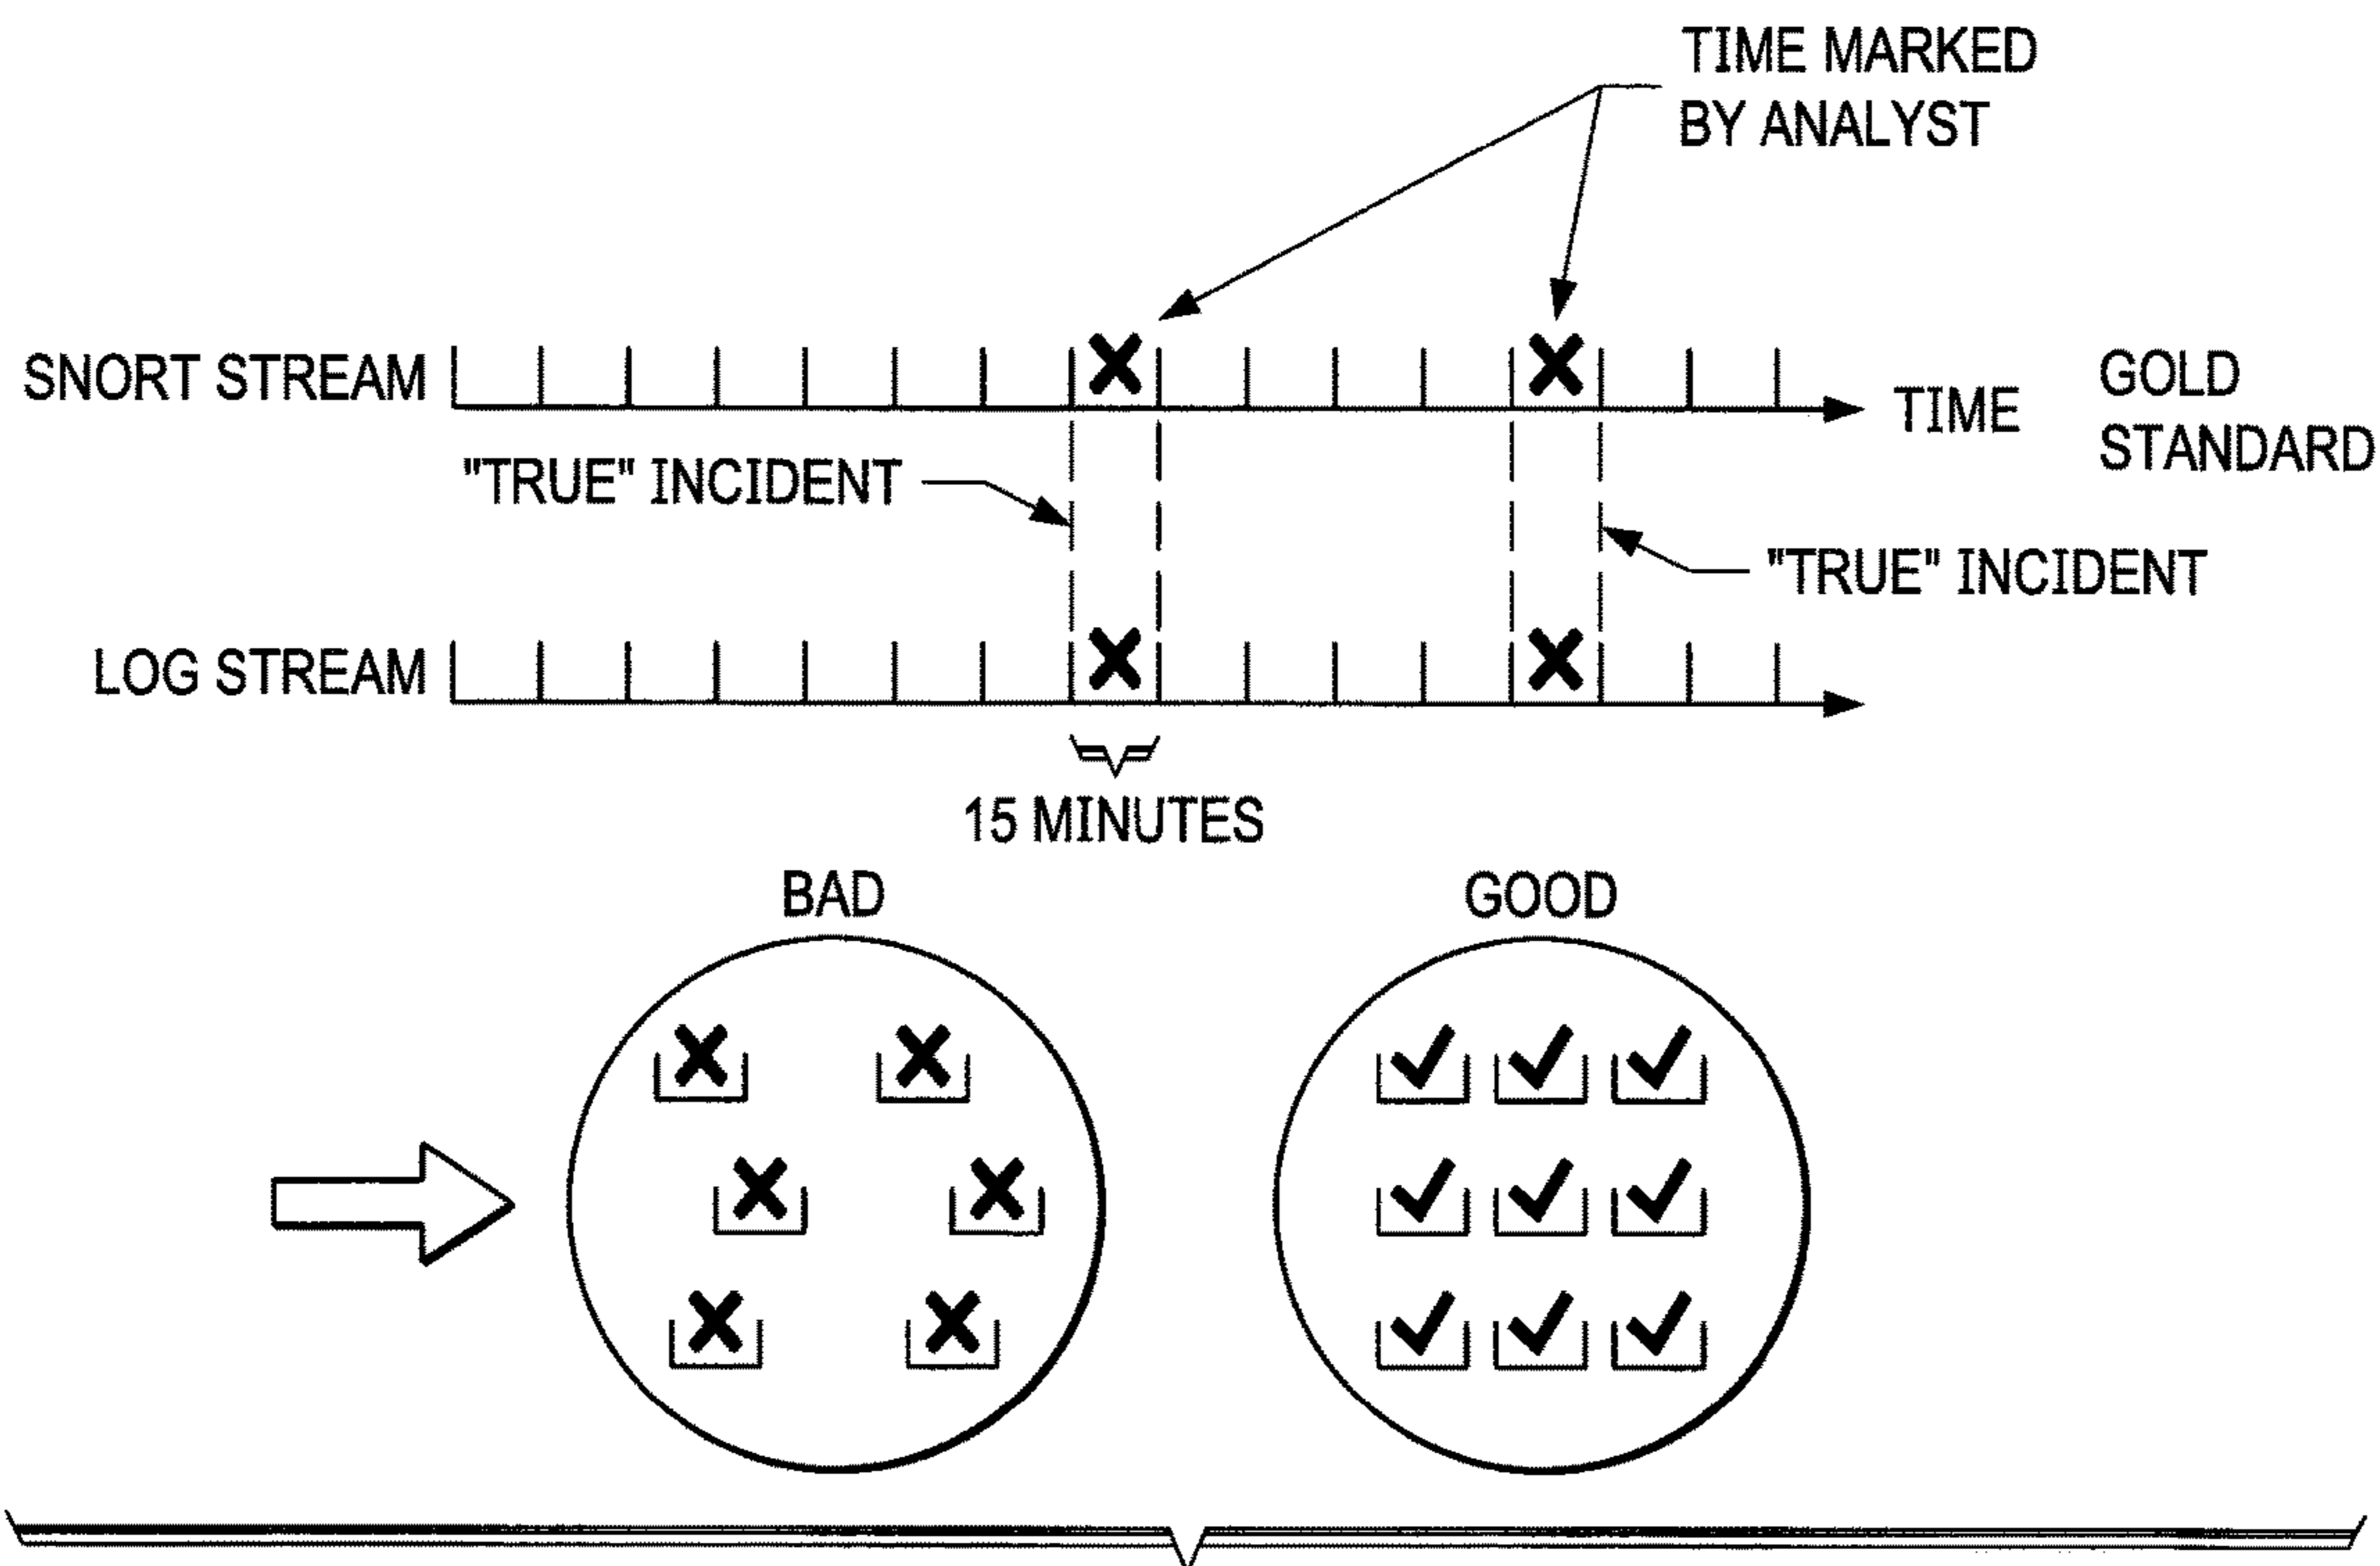 TIME MARKED
BY ANALYST
SNORT STREAM
TIME
GOLD
STANDARD
"TRUE" INCIDENT
"TRUE" INCIDENT
LOG STREAM
15 MINUTES
BAD
GOOD